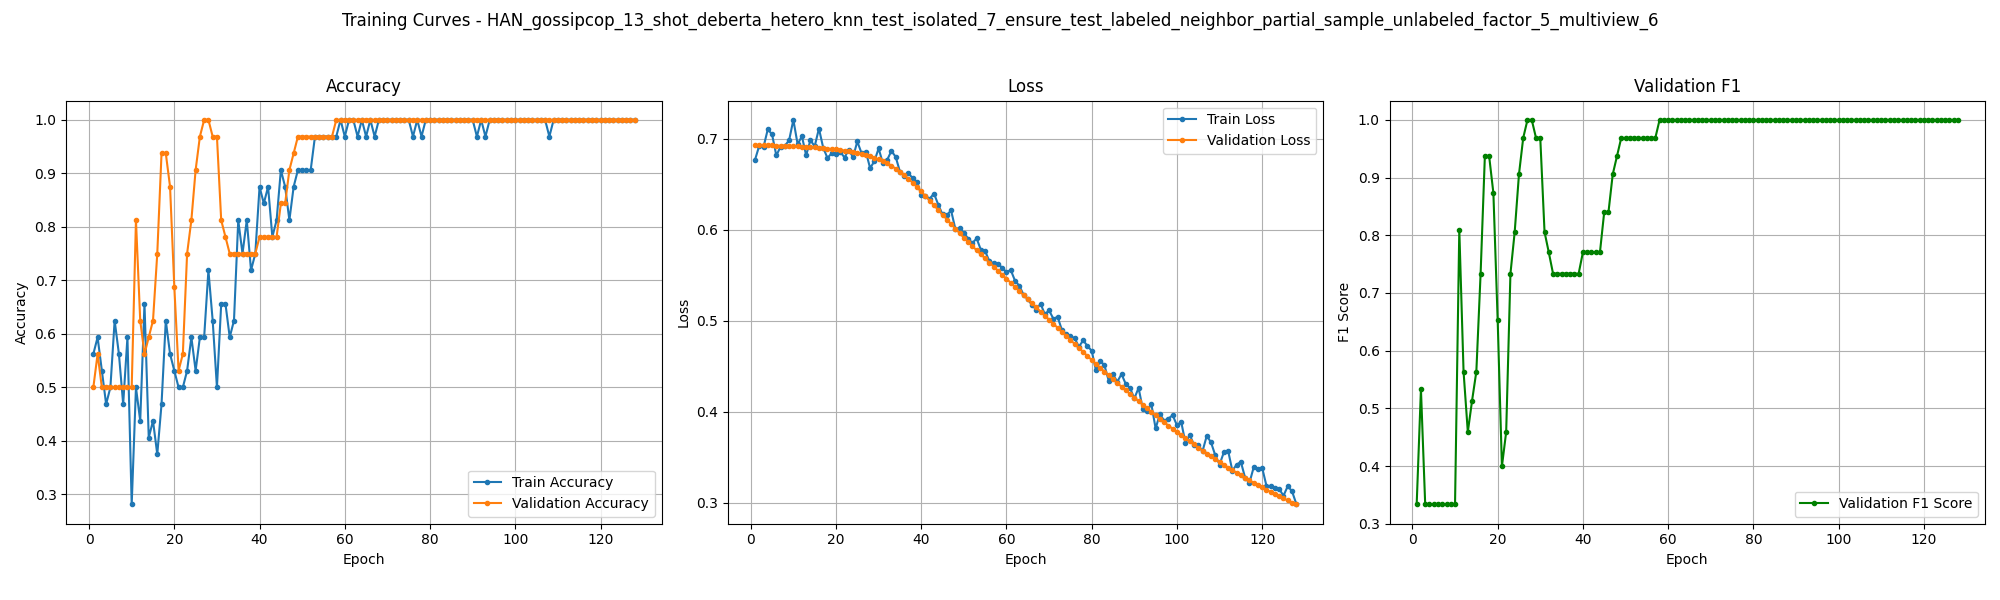 Training Curves - HAN_gossipcop_13_shot_deberta_hetero_knn_test_isolated_7_ensure_test_labeled_neighbor_partial_sample_unlabeled_factor_5_multiview_6
Accuracy
1.0
0.9
0.8
0.7
0.6
0.5
0.4
0.3
Accuracy
Train Accuracy
Validation Accuracy
0 20 40 60 80 100 120
Epoch
Loss
0.7
0.6
0.5
0.4
0.3
Loss
Train Loss
Validation Loss
0 20 40 60 80 100 120
Epoch
Validation F1
1.0
0.9
0.8
0.7
0.6
0.5
0.4
0.3
F1 Score
Validation F1 Score
0 20 40 60 80 100 120
Epoch